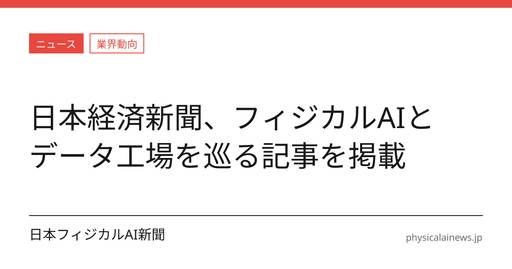 ニュース
業界動向
日本経済新聞、フィジカルAIと
データ工場を巡る記事を掲載
日本フィジカルAI新聞
physicalainews.jp